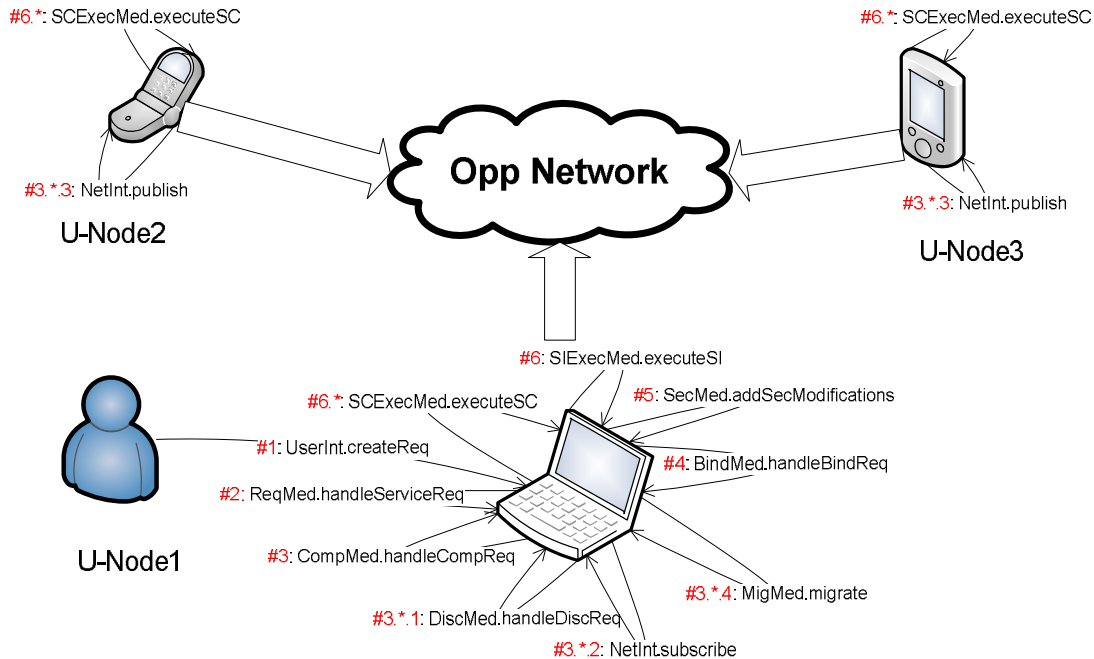 #6.*: SCExecMed.executeSC
#6.*: SCExecMed.executeSC
Opp Network
#3.*.3: NetInt.publish
#3.*.3: NetInt.publish
U-Node2
U-Node3
#6: SIExecMed.executeSI
#5: SecMed.addSecModifications
#6.*: SCExecMed.executeSC
#1: UserInt.createReq
#4: BindMed.handleBindReq
#2: ReqMed.handleServiceReq
#3: CompMed.handleCompReq
U-Node1
#3.*.4: MigMed.migrate
#3.*.1: DiscMed.handleDiscReq
#3.*.2: NetInt.subscribe